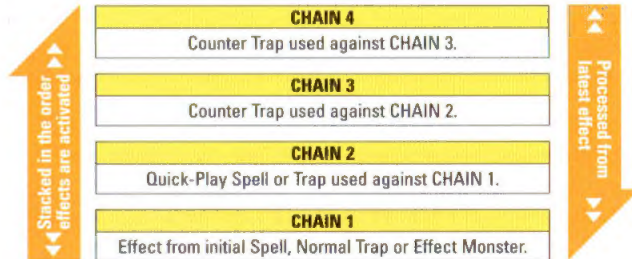 CHAIN 4
Counter Trap used against CHAIN 3.
CHAIN 3
Counter Trap used against CHAIN 2.
CHAIN 2
Quick-Play Spell or Trap used against CHAIN 1.
CHAIN 1
Effect from initial Spell, Normal Trap or Effect Monster.
Stacked in the order
effects are activated
Processed from
latest effect